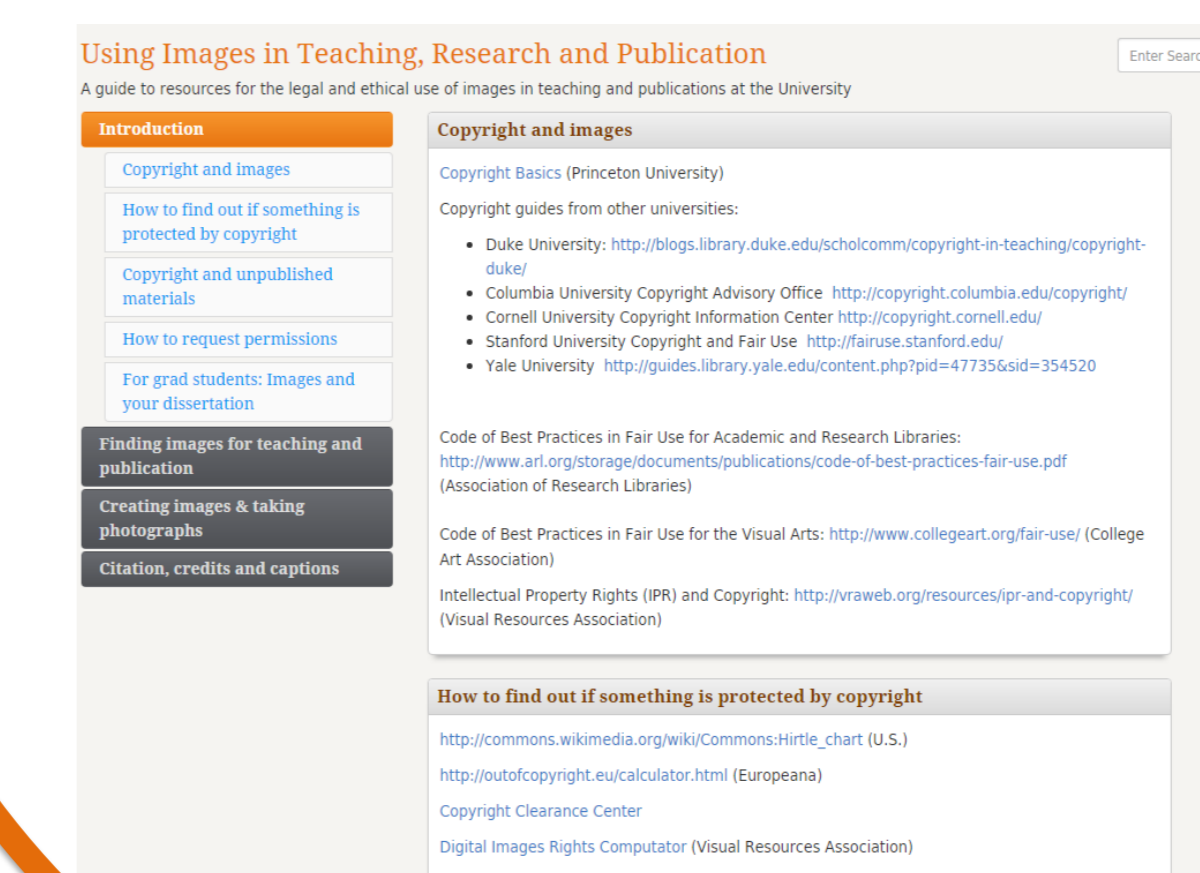 Using Images in Teaching, Research and Publication
Enter Searc
A guide to resources for the legal and ethical use of images in teaching and publications at the University
Introduction
Copyright and images
How to find out if something is
protected by copyright
Copyright and unpublished
materials
How to request permissions
For grad students: Images and
your dissertation
Finding images for teaching and
publication
Creating images & taking
photographs
Citation, credits and captions
Copyright and images
Copyright Basics (Princeton University)
Copyright guides from other universities:
• Duke University: http://blogs.library.duke.edu/scholcomm/copyright-in-teaching/copyright-
duke/
• Columbia University Copyright Advisory Office  http://copyright.columbia.edu/copyright/
• Cornell University Copyright Information Center http://copyright.cornell.edu/
• Stanford University Copyright and Fair Use  http://fairuse.stanford.edu/
• Yale University  http://guides.library.yale.edu/content.php?pid=47735&sid=354520
Code of Best Practices in Fair Use for Academic and Research Libraries:
http://www.arl.org/storage/documents/publications/code-of-best-practices-fair-use.pdf
(Association of Research Libraries)
Code of Best Practices in Fair Use for the Visual Arts: http://www.collegeart.org/fair-use/ (College
Art Association)
Intellectual Property Rights (IPR) and Copyright: http://vraweb.org/resources/ipr-and-copyright/
(Visual Resources Association)
How to find out if something is protected by copyright
http://commons.wikimedia.org/wiki/Commons:Hirtle_chart (U.S.)
http://outofcopyright.eu/calculator.html (Europeana)
Copyright Clearance Center
Digital Images Rights Computator (Visual Resources Association)